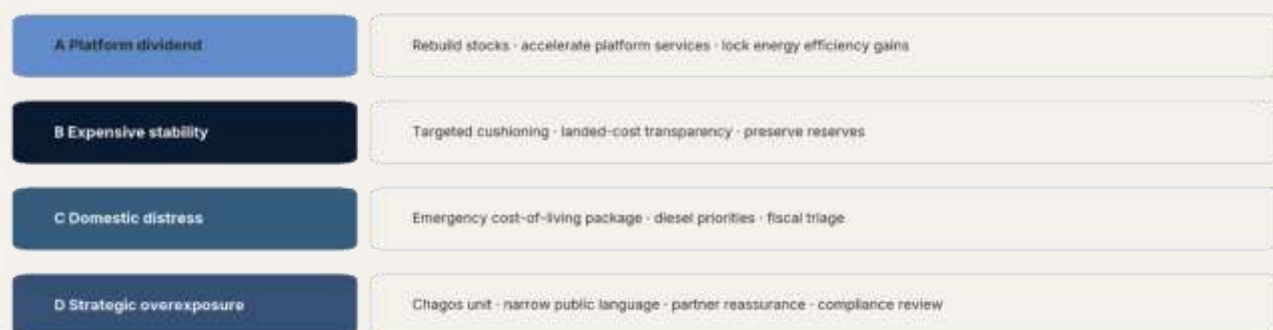 A Platform dividend
Rebuild stocks · accelerate platform services · lock energy efficiency gains
B Expensive stability
Targeted cushioning · landed-cost transparency · preserve reserves
C Domestic distress
Emergency cost-of-living package · diesel priorities · fiscal triage
D Strategic overexposure
Chagos unit · narrow public language · partner reassurance · compliance review